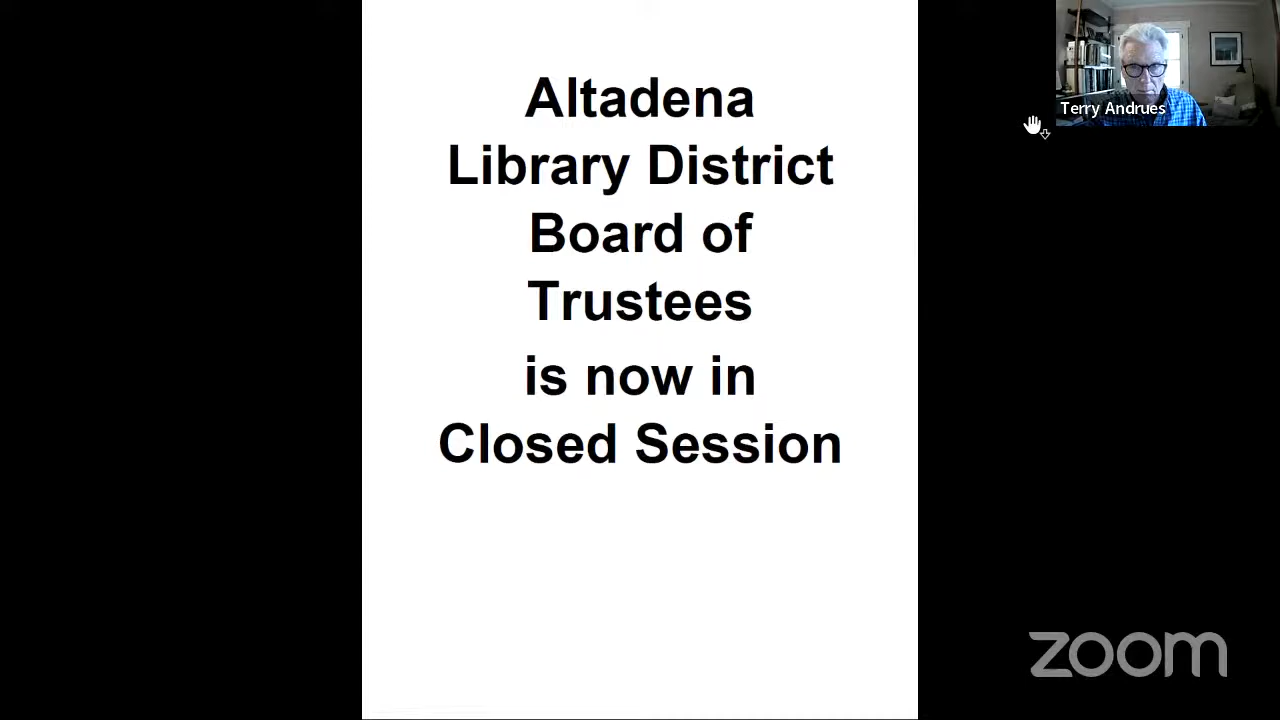 Altadena
Library District
Board of
Trustees
is now in
Closed Session
Terry Andrues
zoom